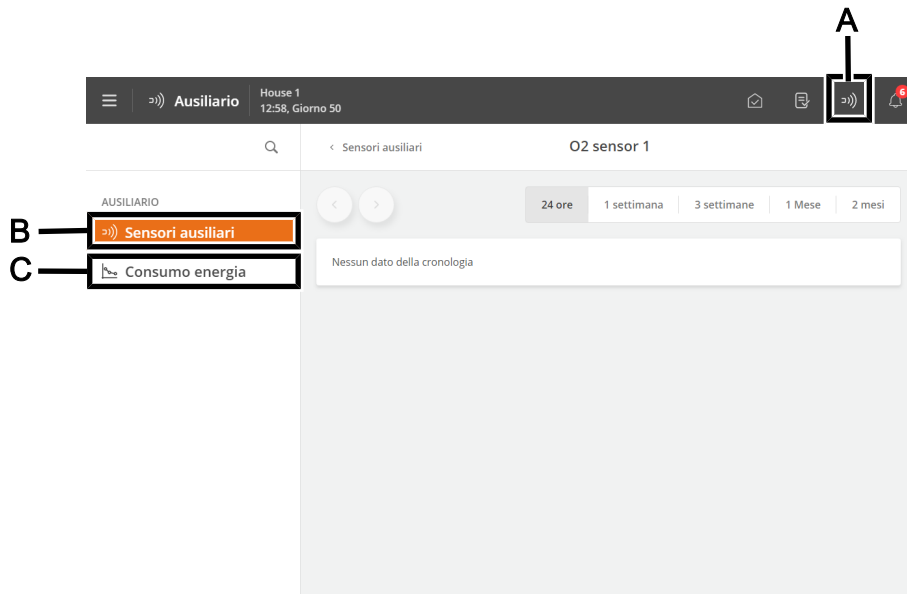 A
Ausiliario
House 1
12:58, Giorno 50
6
Sensori ausiliari
O2 sensor 1
AUSILIARIO
24 ore
1 settimana
3 settimane
1 Mese
2 mesi
B
Sensori ausiliari
C
Consumo energia
Nessun dato della cronologia